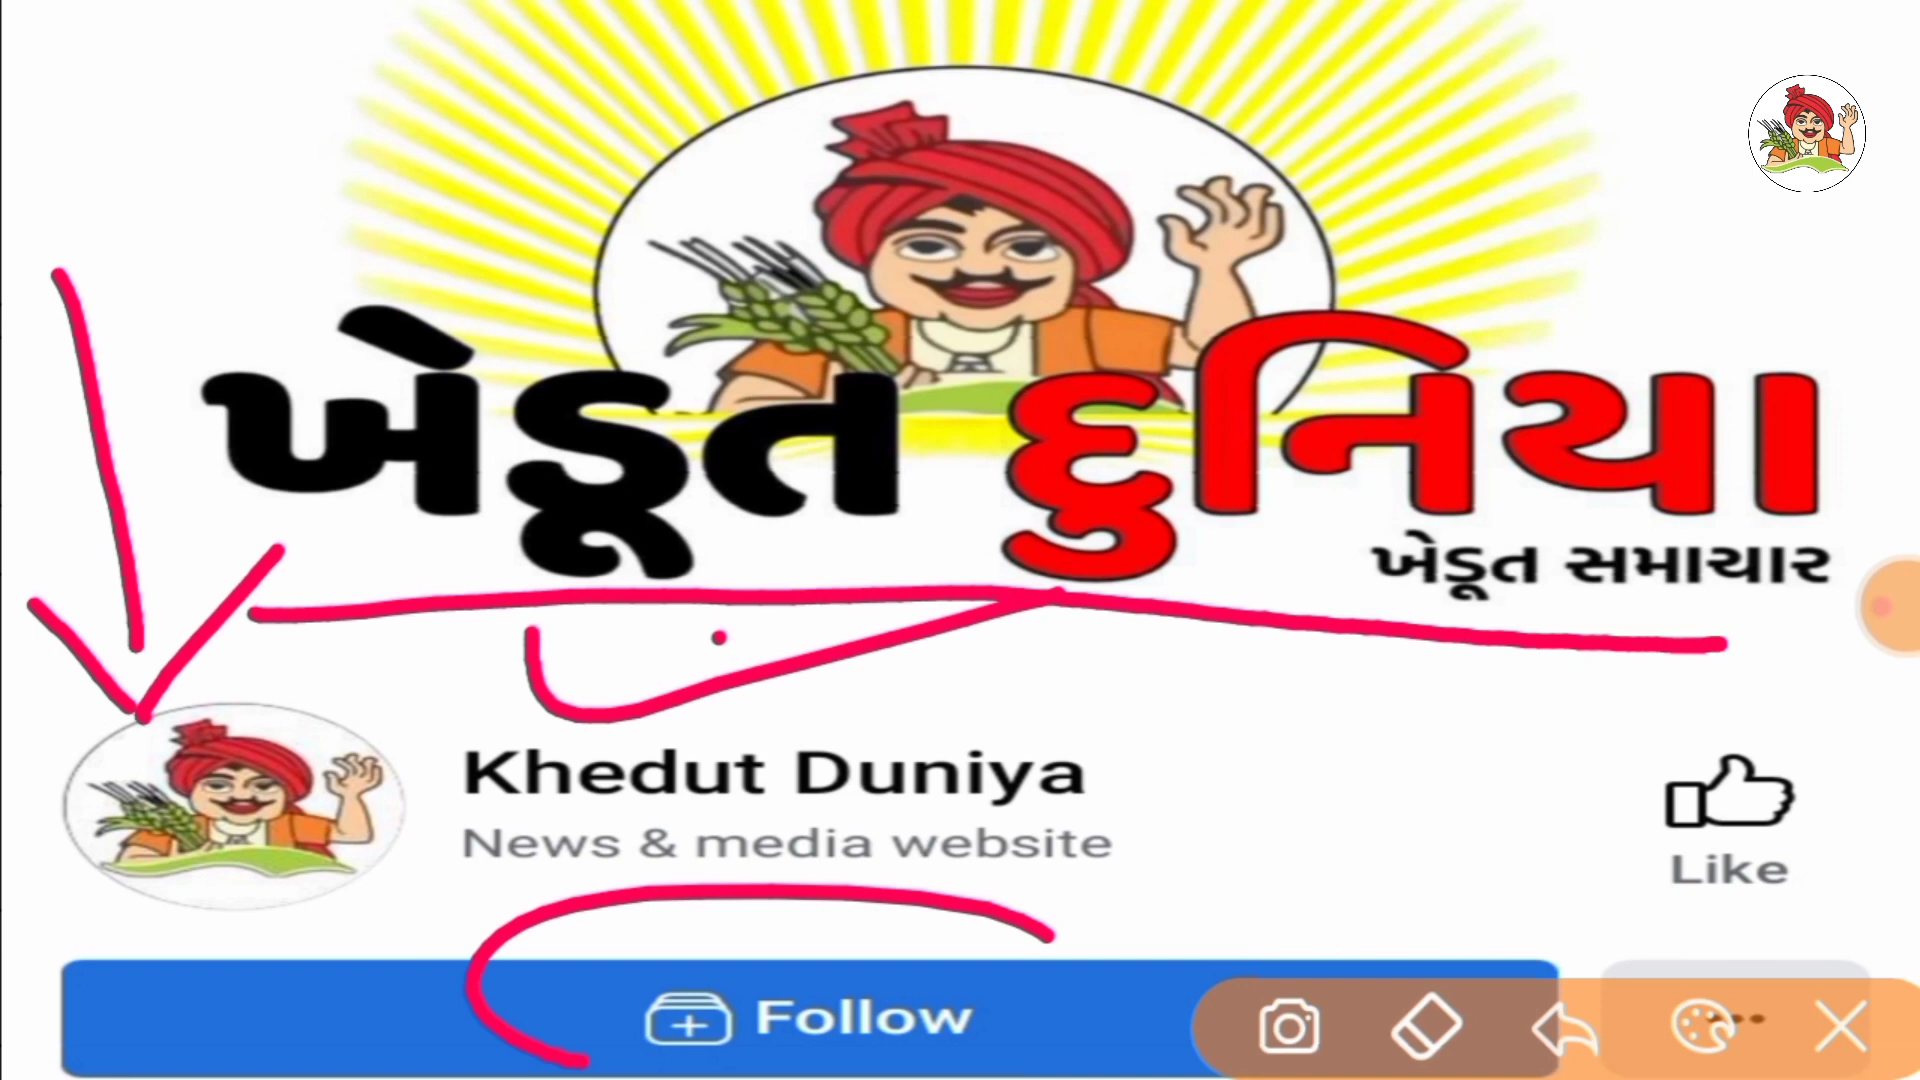 ખેડૂત દુનિયા
ખેડૂત સમાચાર
Khedut Duniya
News & media website
Like
Follow